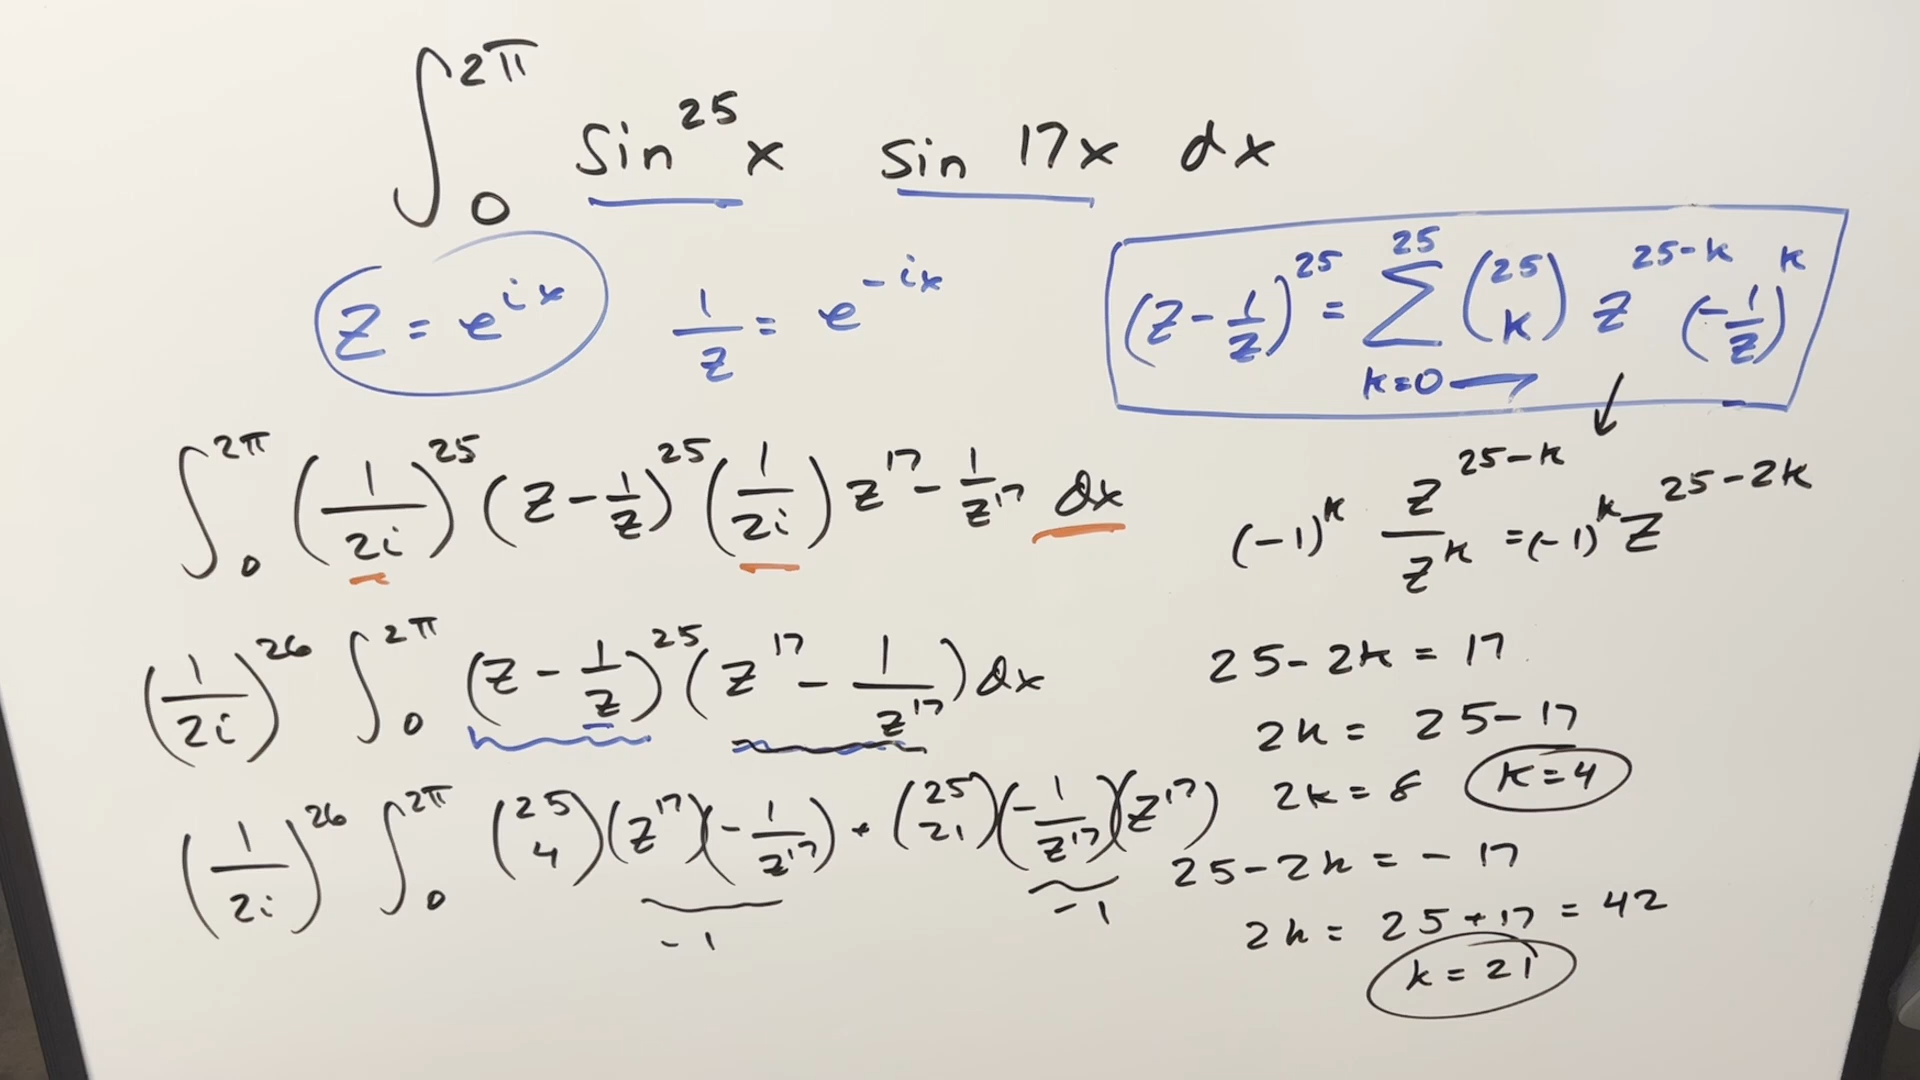 ∫₀^2π sin^25 x sin 17x dx
z = e^ix 1/z = e^-ix
(z - 1/z)^25 = Σ_k=0^25 (25 k) z^25-k (-1/z)^k
∫₀^2π (1/2i)^25 (z - 1/z)^25 (1/2i) z^17 - 1/z^17 dx
(-1)^k z^25-k/z^k = (-1)^k z^25-2k
(1/2i)^26 ∫₀^2π (z - 1/z)^25 (z^17 - 1/z^17) dx
25 - 2k = 17
2k = 25 - 17
2k = 8 k = 4
(1/2i)^26 ∫₀^2π (25 4)(z^17)(-1/z^17) + (25 21)(-1/z^17)(z^17)
-1 -1
25 - 2k = -17
2k = 25 + 17 = 42
k = 21